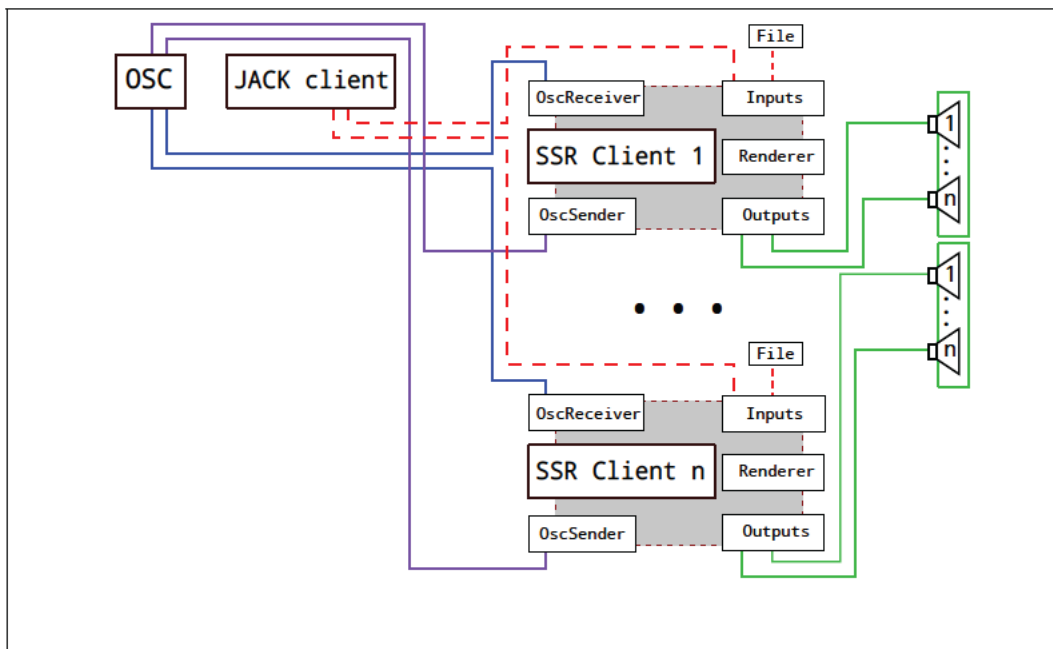 File
OSC
JACK client
OscReceiver
Inputs
1
SSR Client 1
Renderer
n
OscSender
Outputs
1
File
n
OscReceiver
Inputs
SSR Client n
Renderer
OscSender
Outputs